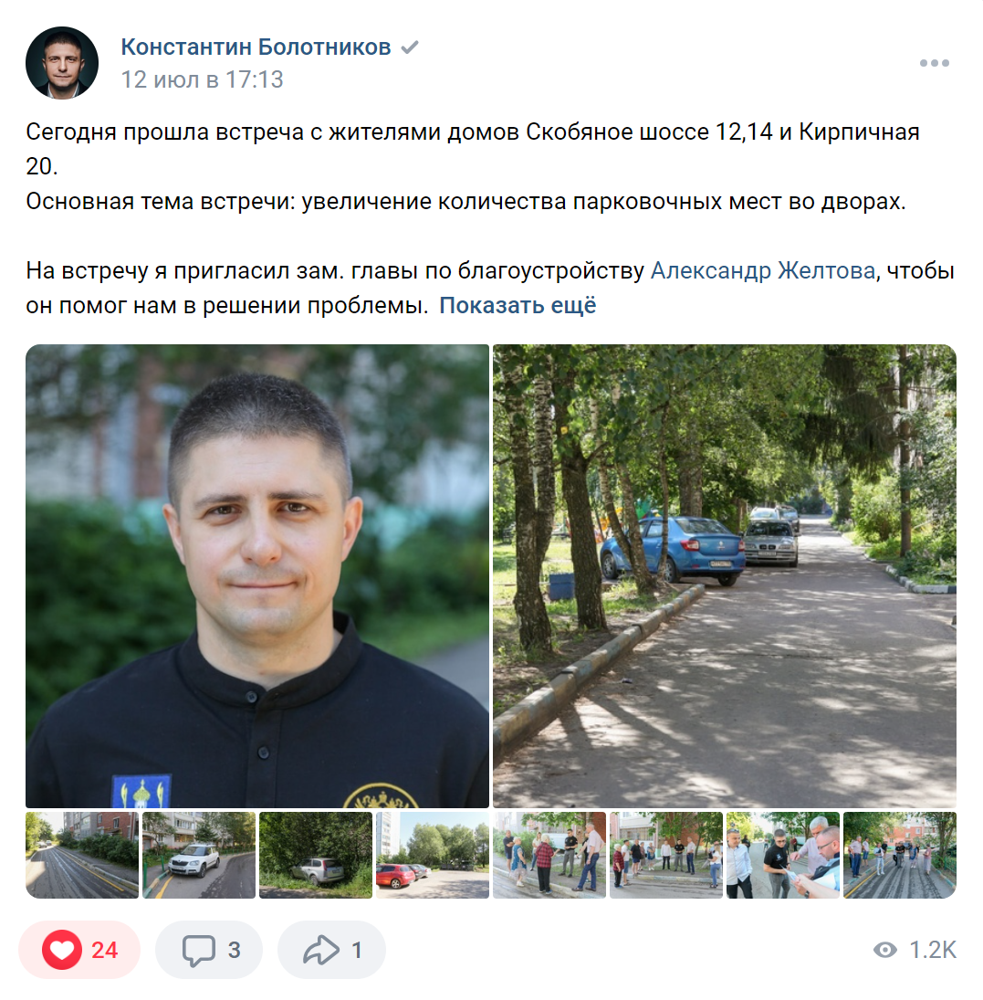 Константин Болотников
12 июл в 17:13
Сегодня прошла встреча с жителями домов Скобяное шоссе 12,14 и Кирпичная
20.
Основная тема встречи: увеличение количества парковочных мест во дворах.
На встречу я пригласил зам. главы по благоустройству Александр Желтова, чтобы
он помог нам в решении проблемы. Показать ещё
24
3
1
1.2K